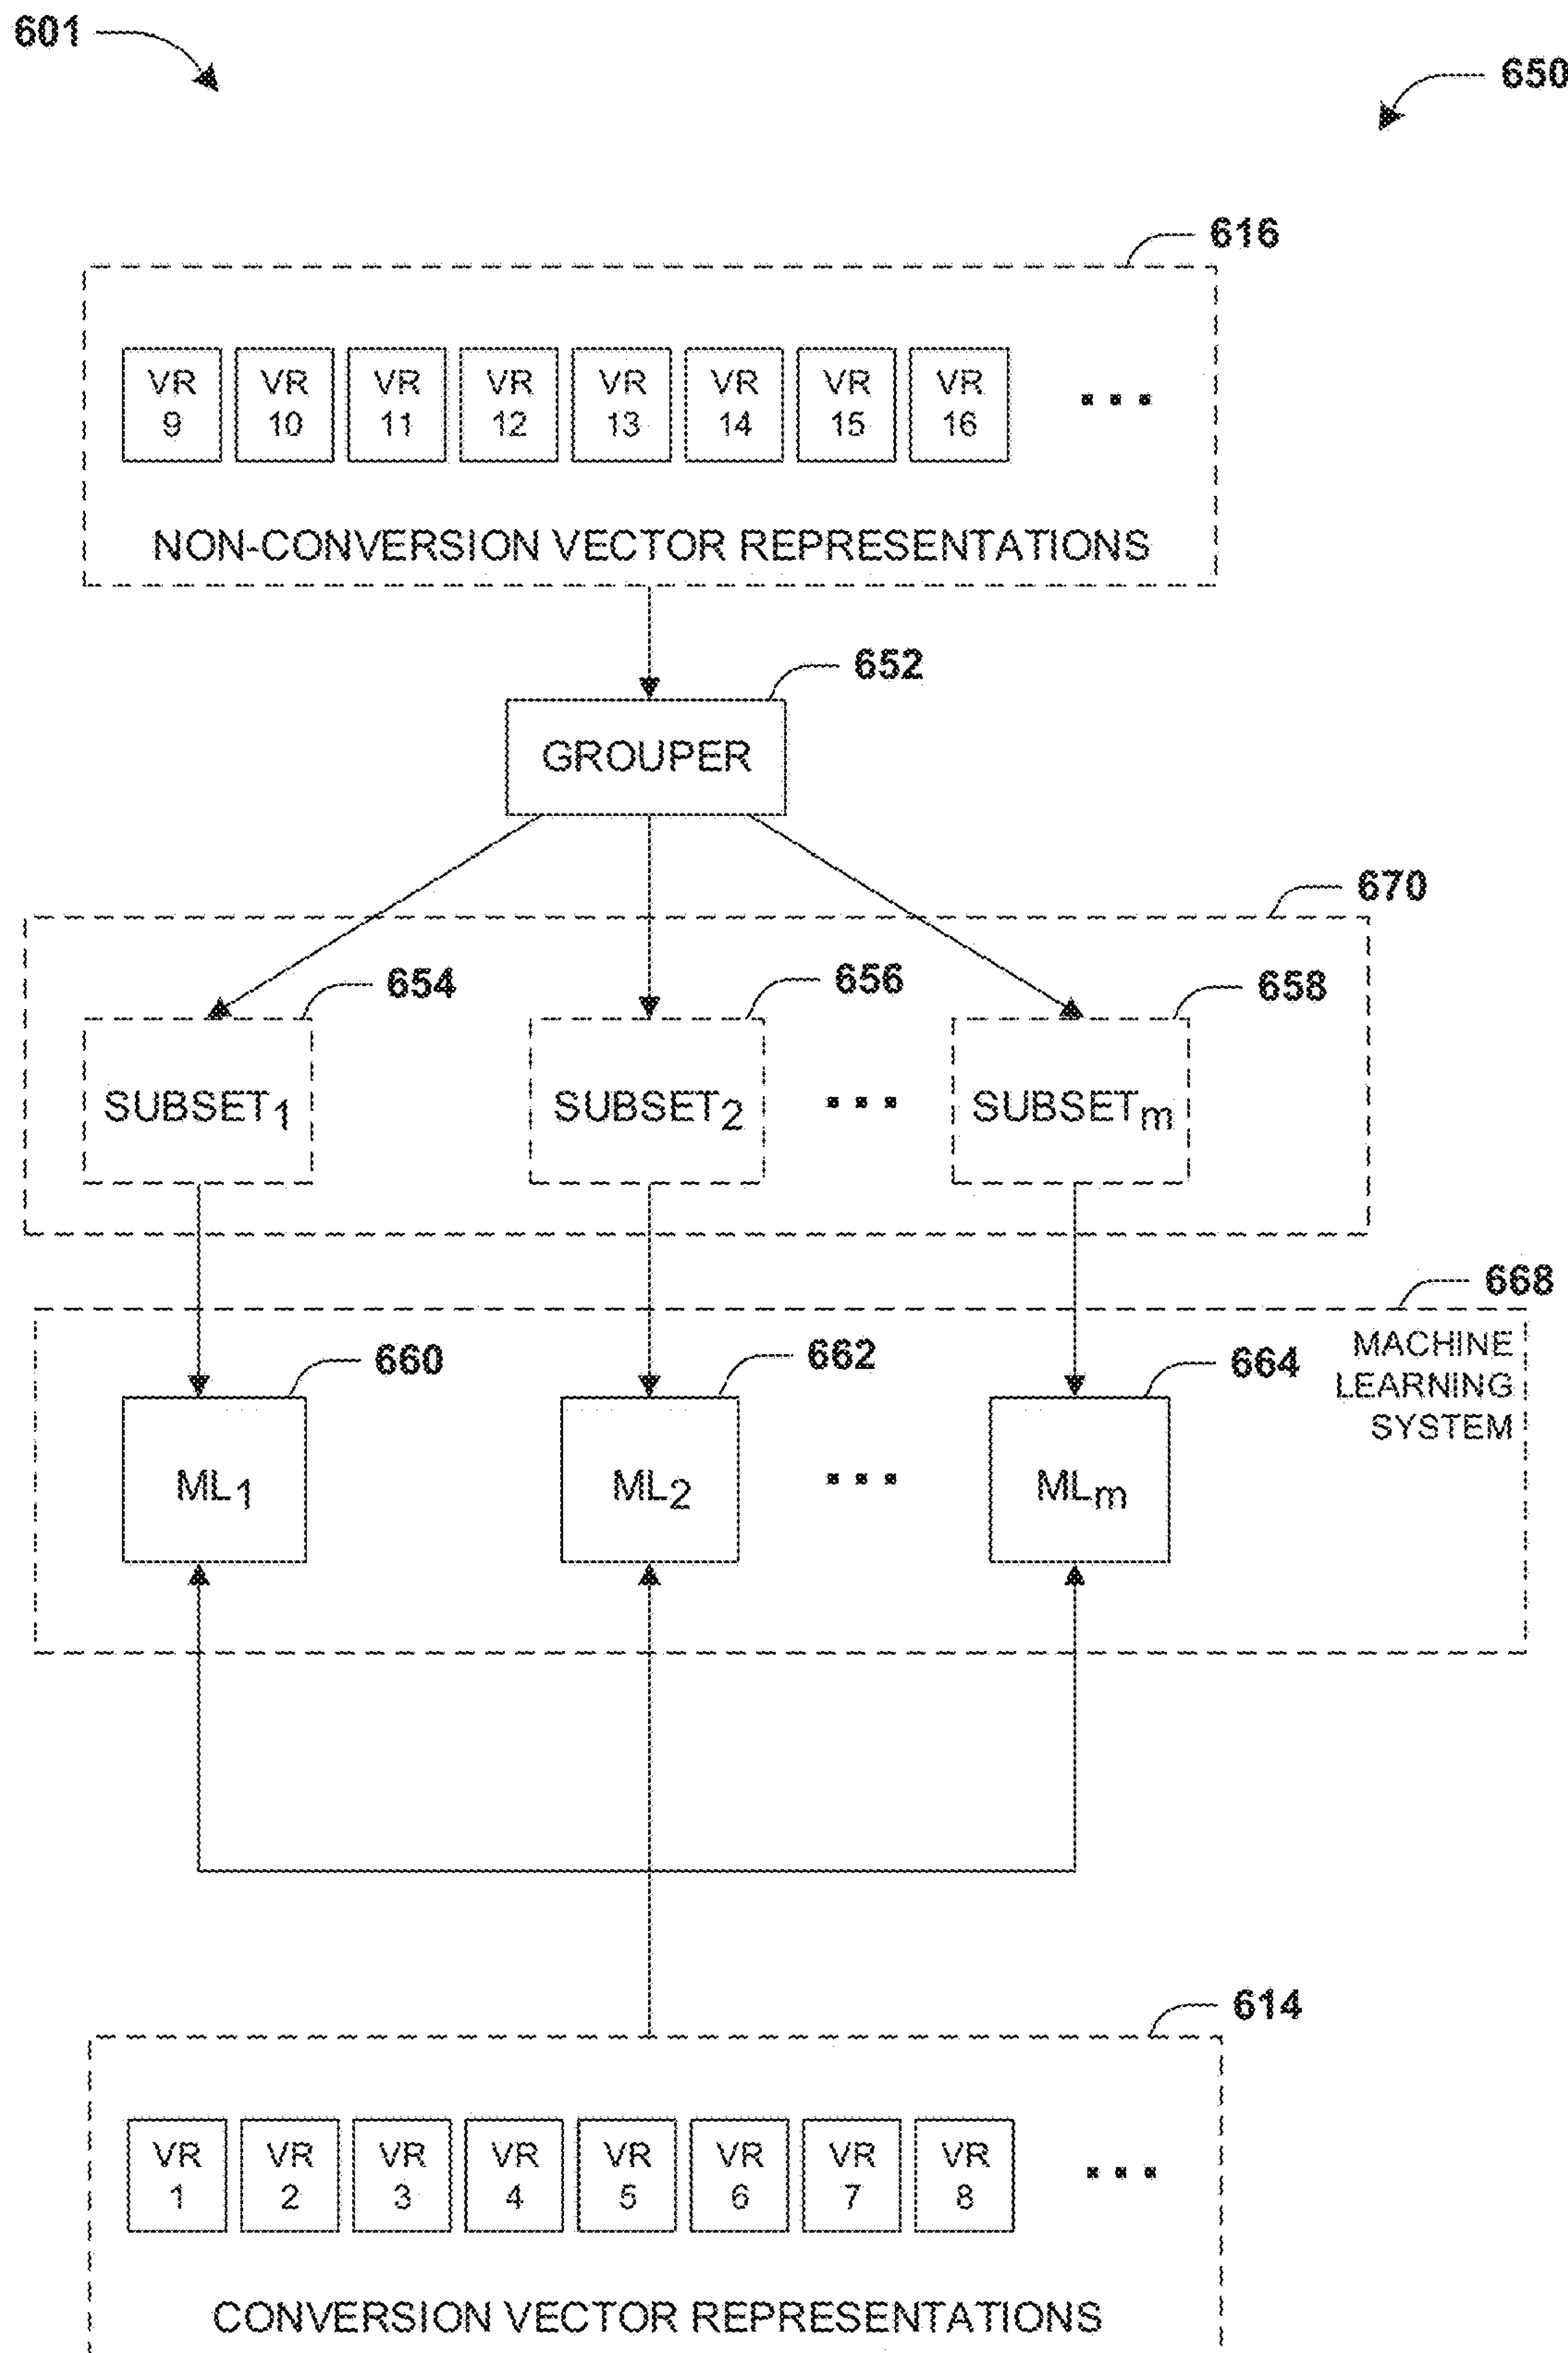 601
650
616
VR 9
VR 10
VR 11
VR 12
VR 13
VR 14
VR 15
VR 16
NON-CONVERSION VECTOR REPRESENTATIONS
652
GROUPER
670
654
656
658
SUBSET1
SUBSET2
SUBSETm
668
MACHINE
LEARNING
SYSTEM
660
662
664
ML1
ML2
MLm
614
VR 1
VR 2
VR 3
VR 4
VR 5
VR 6
VR 7
VR 8
CONVERSION VECTOR REPRESENTATIONS